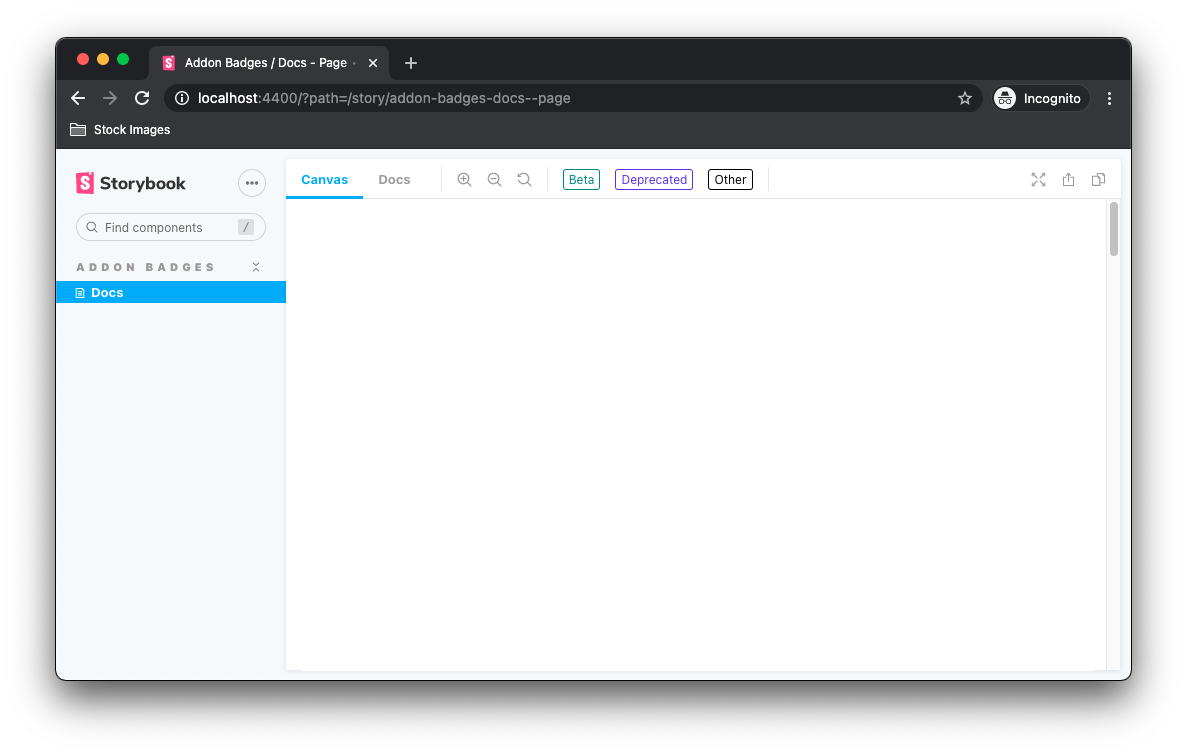 Addon Badges / Docs - Page
localhost:4400/?path=/story/addon-badges-docs--page
Incognito
Stock Images
Storybook
Canvas Docs Beta Deprecated Other
Find components /
ADDON BADGES
Docs